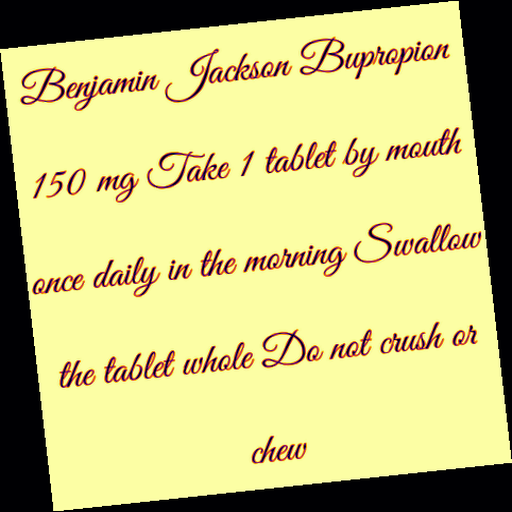 Benjamin Jackson Bupropion
150 mg Take 1 tablet by mouth
once daily in the morning Swallow
the tablet whole Do not crush or
chew